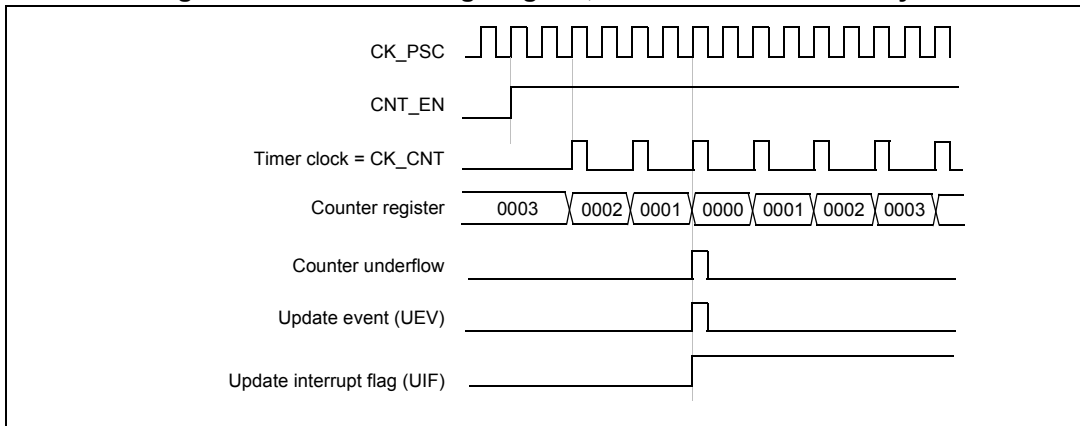 CK_PSC
CNT_EN
Timer clock = CK_CNT
Counter register 0003 0002 0001 0000 0001 0002 0003
Counter underflow
Update event (UEV)
Update interrupt flag (UIF)